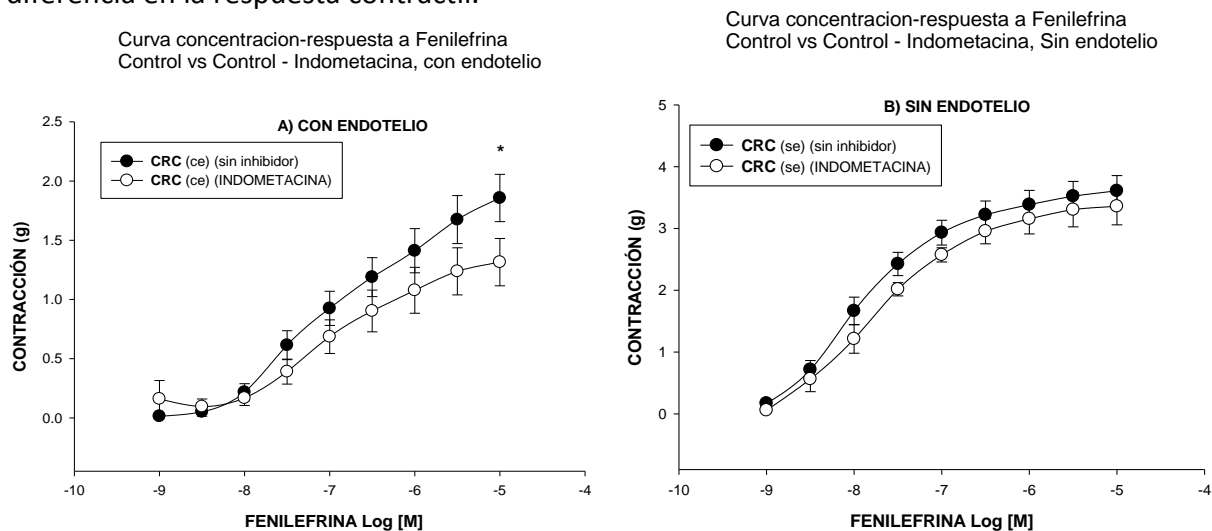 diferencia en la respuesta contráctil.
Curva concentracion-respuesta a Fenilefrina
Control vs Control - Indometacina, con endotelio
2.5
2.0
1.5
1.0
0.5
0.0
CONTRACCIÓN (g)
A) CON ENDOTELIO
CRC (ce) (sin inhibidor)
CRC (ce) (INDOMETACINA)
*
-10
-9
-8
-7
-6
-5
-4
FENILEFRINA Log [M]
Curva concentracion-respuesta a Fenilefrina
Control vs Control - Indometacina, Sin endotelio
5
4
3
2
1
0
CONTRACCIÓN (g)
B) SIN ENDOTELIO
CRC (se) (sin inhibidor)
CRC (se) (INDOMETACINA)
-10
-9
-8
-7
-6
-5
-4
FENILEFRINA Log [M]